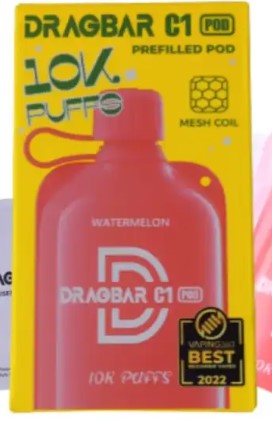 DRAGBAR C1 POD
PREFILLED POD
10K
PUFFS
MESH COIL
WATERMELON
DRAGBAR C1 POD
10K PUFFS
VAPING360
BEST
2022